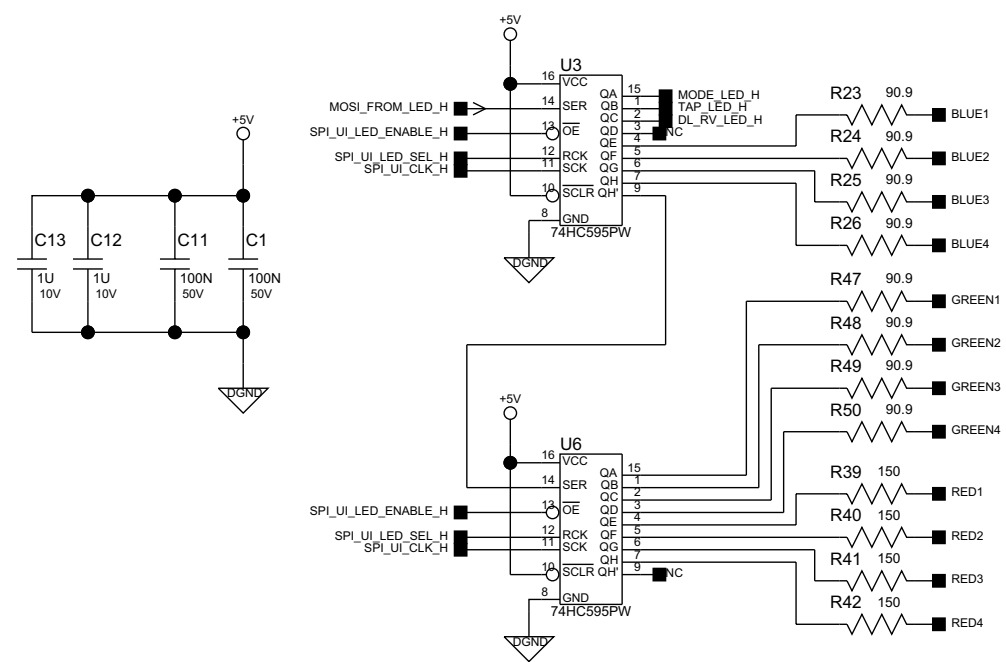 +5V
C13
1U
10V
C12
1U
10V
C11
100N
50V
C1
100N
50V
DGND
+5V
U3
16 VCC
MOSI_FROM_LED_H 14 SER
SPI_UI_LED_ENABLE_H 13 OE
SPI_UI_LED_SEL_H 12 RCK
SPI_UI_CLK_H 11 SCK
10 SCLR
8 GND
74HC595PW
DGND
QA 15 MODE_LED_H
QB 1 TAP_LED_H
QC 2 DL_RV_LED_H
QD 3 NC
QE 4
QF 5
QG 6
QH 7
QH' 9
R23 90.9 BLUE1
R24 90.9 BLUE2
R25 90.9 BLUE3
R26 90.9 BLUE4
R47 90.9 GREEN1
R48 90.9 GREEN2
R49 90.9 GREEN3
R50 90.9 GREEN4
+5V
U6
16 VCC
14 SER
SPI_UI_LED_ENABLE_H 13 OE
SPI_UI_LED_SEL_H 12 RCK
SPI_UI_CLK_H 11 SCK
10 SCLR
8 GND
74HC595PW
DGND
QA 15
QB 1
QC 2
QD 3
QE 4
QF 5
QG 6
QH 7
QH' 9 NC
R39 150 RED1
R40 150 RED2
R41 150 RED3
R42 150 RED4